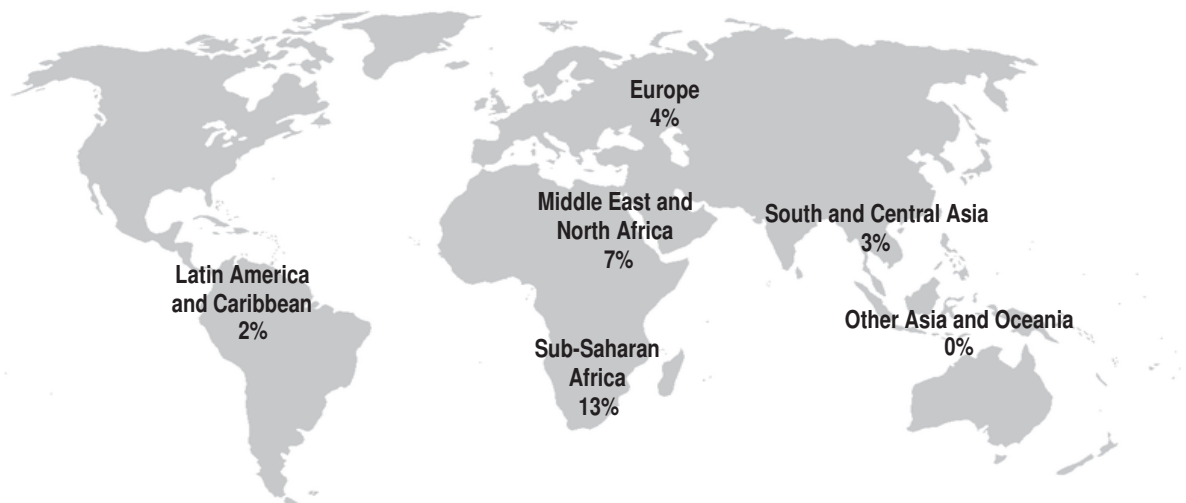 Europe
4%
Middle East and
North Africa
7%
South and Central Asia
3%
Latin America
and Caribbean
2%
Other Asia and Oceania
0%
Sub-Saharan
Africa
13%